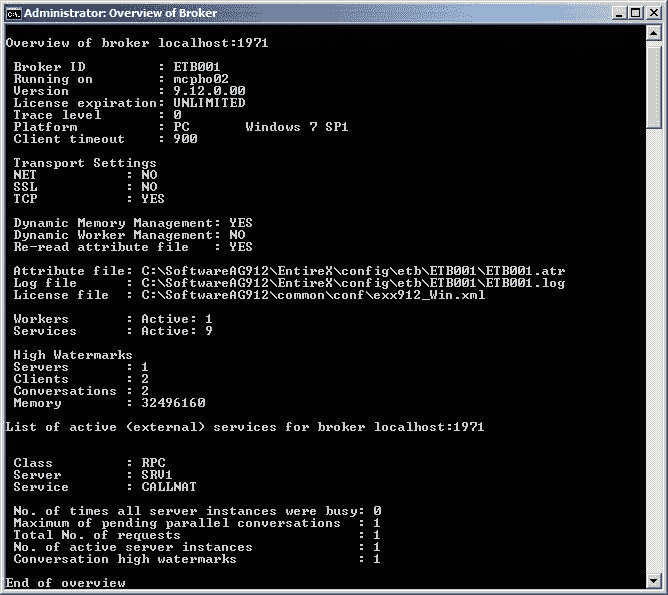 Administrator: Overview of Broker
Overview of broker localhost:1971
Broker ID : ETB001
Running on : mcpho02
Version : 9.12.0.00
License expiration: UNLIMITED
Trace level : 0
Platform : PC Windows 7 SP1
Client timeout : 900
Transport Settings
NET : NO
SSL : NO
TCP : YES
Dynamic Memory Management: YES
Dynamic Worker Management: NO
Re-read attribute file : YES
Attribute file: C:\SoftwareAG912\EntireX\config\etb\ETB001\ETB001.atr
Log file : C:\SoftwareAG912\EntireX\config\etb\ETB001\ETB001.log
License file : C:\SoftwareAG912\common\conf\exx912_Win.xml
Workers : Active: 1
Services : Active: 9
High Watermarks
Servers : 1
Clients : 2
Conversations : 2
Memory : 32496160
List of active (external) services for broker localhost:1971
Class : RPC
Server : SRV1
Service : CALLNAT
No. of times all server instances were busy: 0
Maximum of pending parallel conversations : 1
Total No. of requests : 1
No. of active server instances : 1
Conversation high watermarks : 1
End of overview